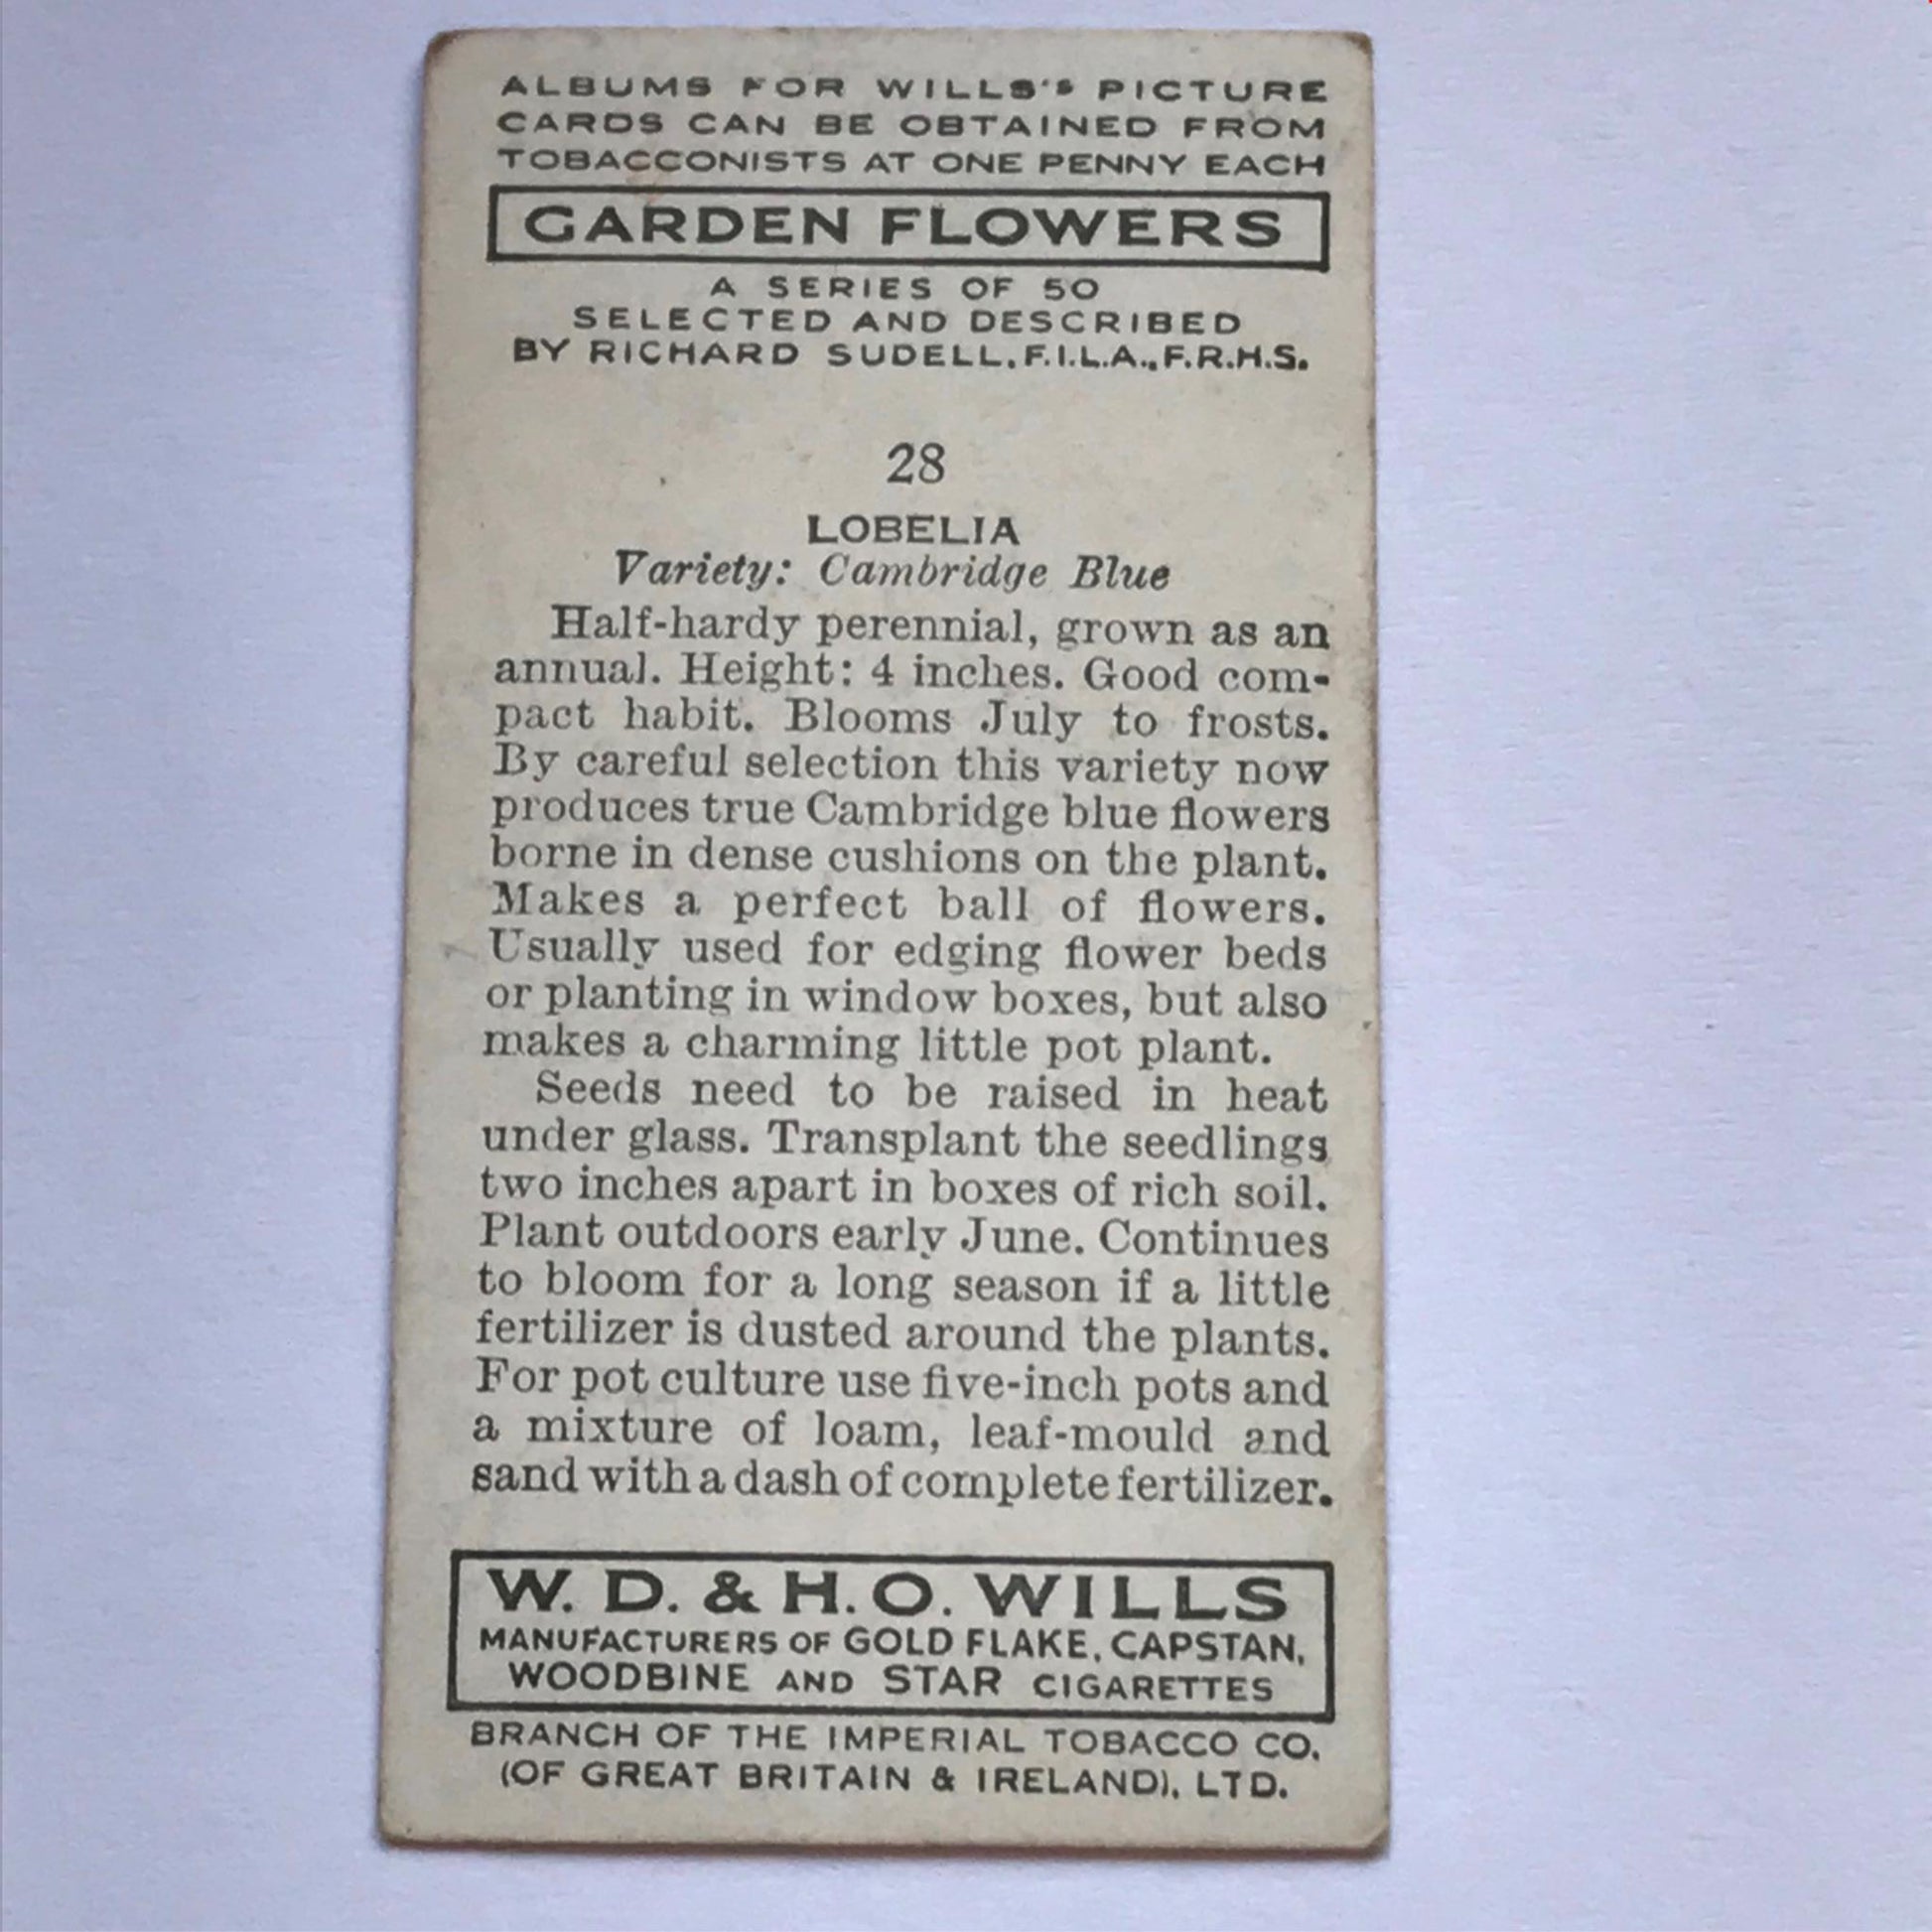 ALBUMS FOR WILLS'S PICTURE
CARDS CAN BE OBTAINED FROM
TOBACCONISTS AT ONE PENNY EACH
GARDEN FLOWERS
A SERIES OF 50
SELECTED AND DESCRIBED
BY RICHARD SUDELL, F.I.L.A., F.R.H.S.
28
LOBELIA
Variety: Cambridge Blue
Half-hardy perennial, grown as an
annual. Height: 4 inches. Good com-
pact habit. Blooms July to frosts.
By careful selection this variety now
produces true Cambridge blue flowers
borne in dense cushions on the plant.
Makes a perfect ball of flowers.
Usually used for edging flower beds
or planting in window boxes, but also
makes a charming little pot plant.
Seeds need to be raised in heat
under glass. Transplant the seedlings
two inches apart in boxes of rich soil.
Plant outdoors early June. Continues
to bloom for a long season if a little
fertilizer is dusted around the plants.
For pot culture use five-inch pots and
a mixture of loam, leaf-mould and
sand with a dash of complete fertilizer.
W. D. & H. O. WILLS
MANUFACTURERS OF GOLD FLAKE, CAPSTAN,
WOODBINE AND STAR CIGARETTES
BRANCH OF THE IMPERIAL TOBACCO CO.
(OF GREAT BRITAIN & IRELAND), LTD.